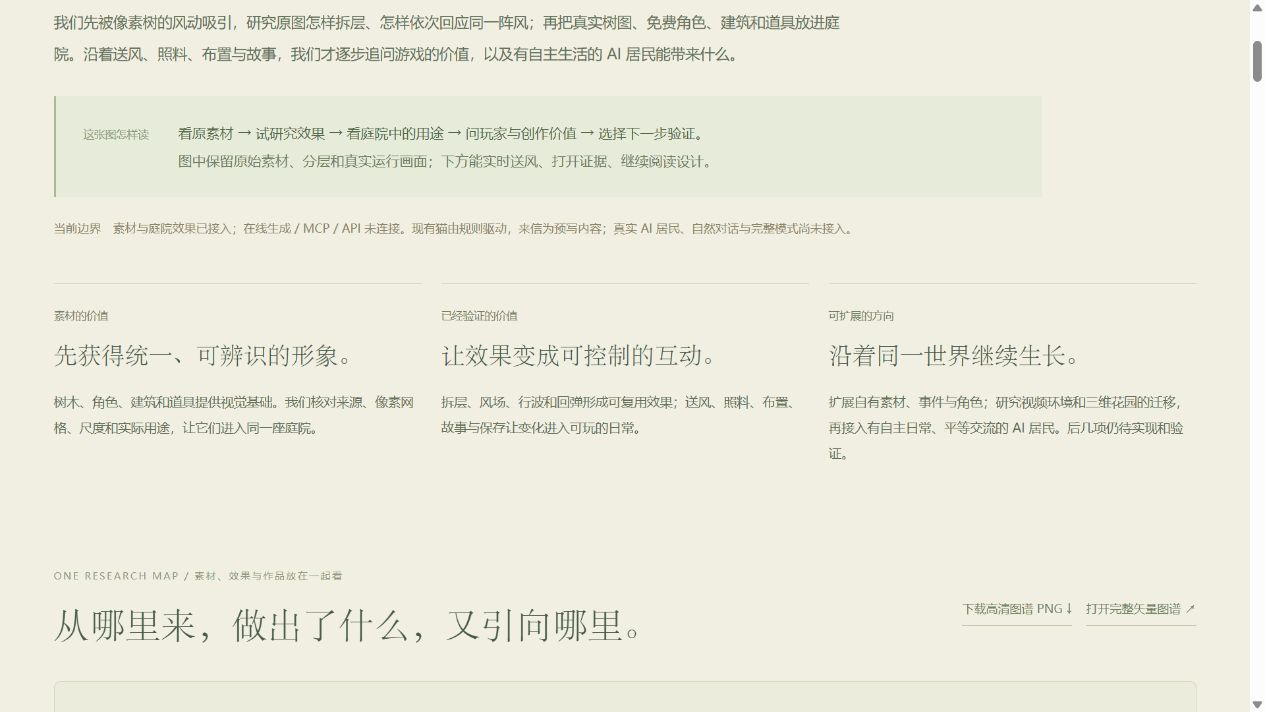 我们先被像素树的风动吸引，研究原图怎样拆层、怎样依次回应同一阵风；再把真实树图、免费角色、建筑和道具放进庭
院。沿着送风、照料、布置与故事，我们才逐步追问游戏的价值，以及有自主生活的 AI 居民能带来什么。
这张图怎样读
看原素材 → 试研究效果 → 看庭院中的用途 → 问玩家与创作价值 → 选择下一步验证。
图中保留原始素材、分层和真实运行画面；下方能实时送风、打开证据、继续阅读设计。
当前边界 素材与庭院效果已接入；在线生成 / MCP / API 未连接。现有猫由规则驱动，来信为预写内容；真实 AI 居民、自然对话与完整模式尚未接入。
素材的价值
先获得统一、可辨识的形象。
树木、角色、建筑和道具提供视觉基础。我们核对来源、像素网
格、尺度和实际用途，让它们进入同一座庭院。
已经验证的价值
让效果变成可控制的互动。
拆层、风场、行波和回弹形成可复用效果；送风、照料、布置、
故事与保存让变化进入可玩的日常。
可扩展的方向
沿着同一世界继续生长。
扩展自有素材、事件与角色；研究视频环境和三维花园的迁移，
再接入有自主日常、平等交流的 AI 居民。后几项仍待实现和验
证。
ONE RESEARCH MAP / 素材、效果与作品放在一起看
从哪里来，做出了什么，又引向哪里。
下载高清图谱 PNG ↓
打开完整矢量图谱 ↗